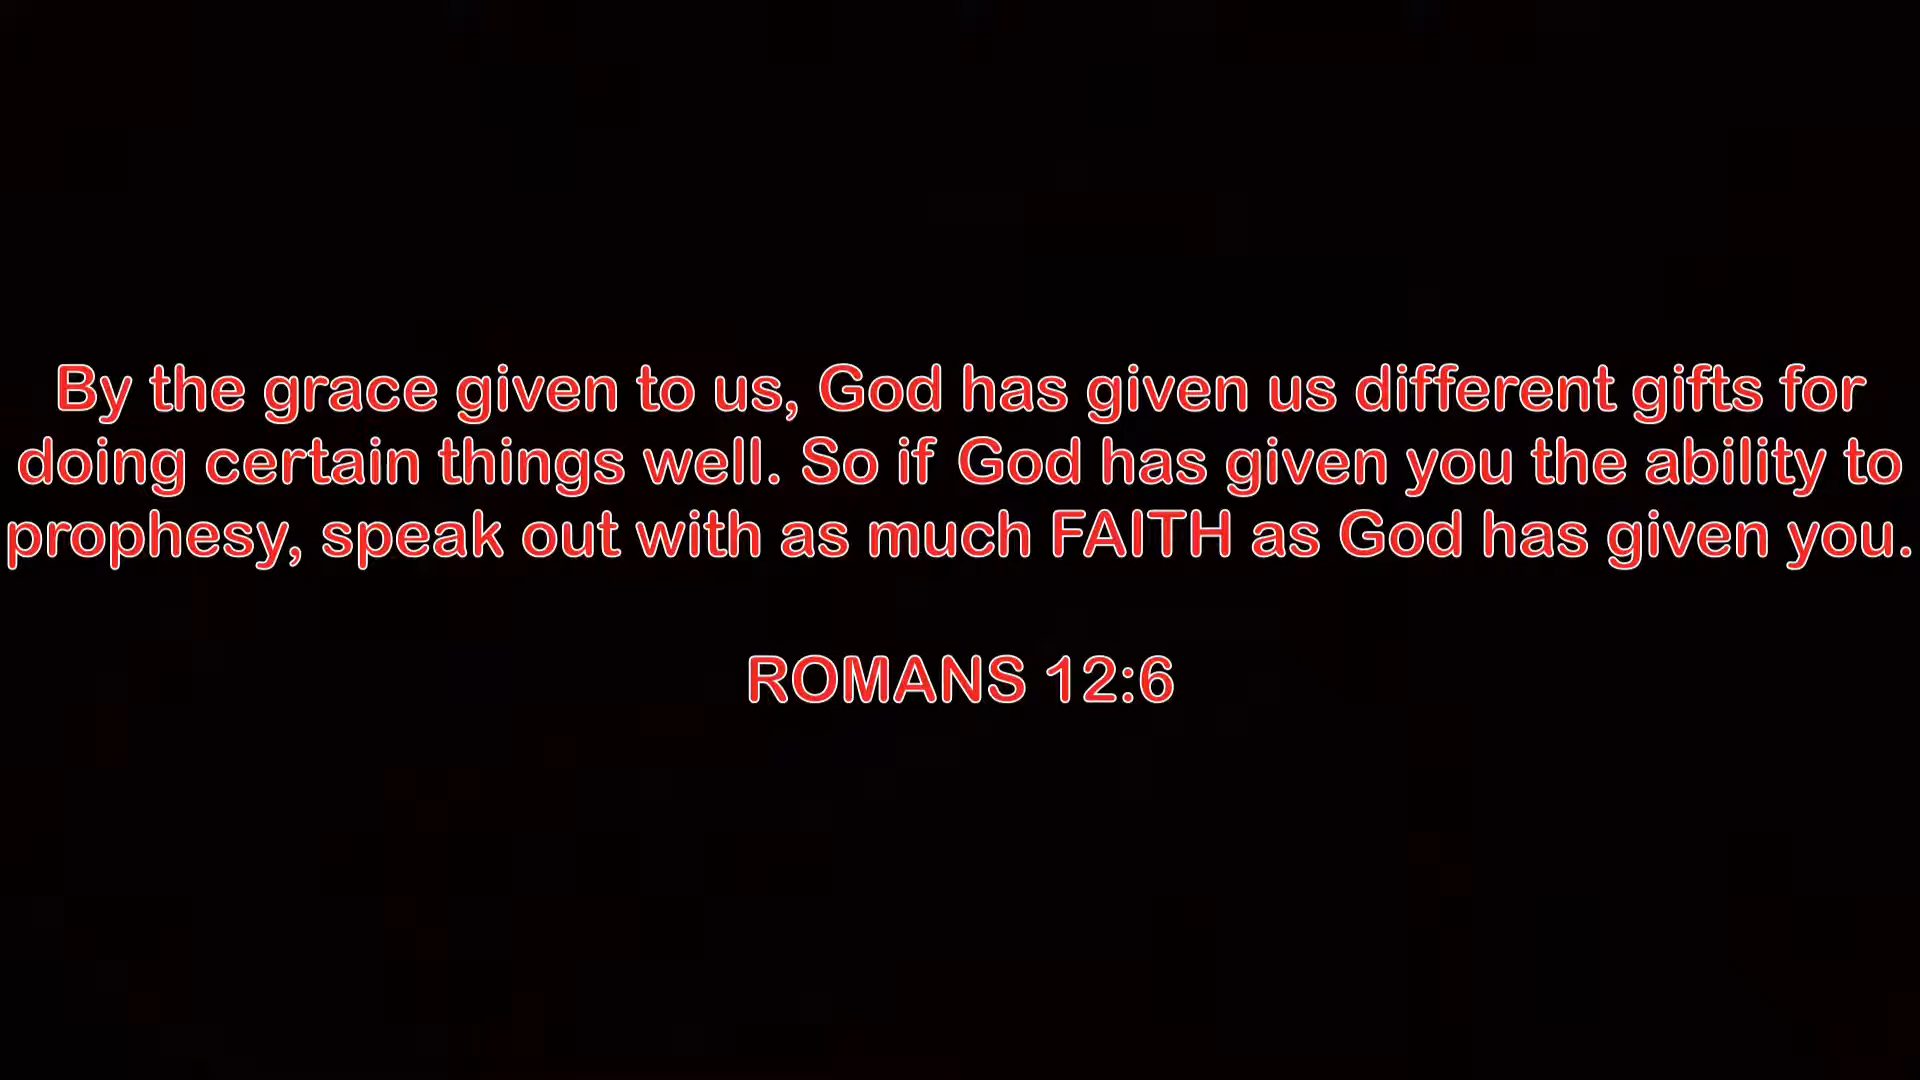 By the grace given to us, God has given us different gifts for
doing certain things well. So if God has given you the ability to
prophesy, speak out with as much FAITH as God has given you.
ROMANS 12:6